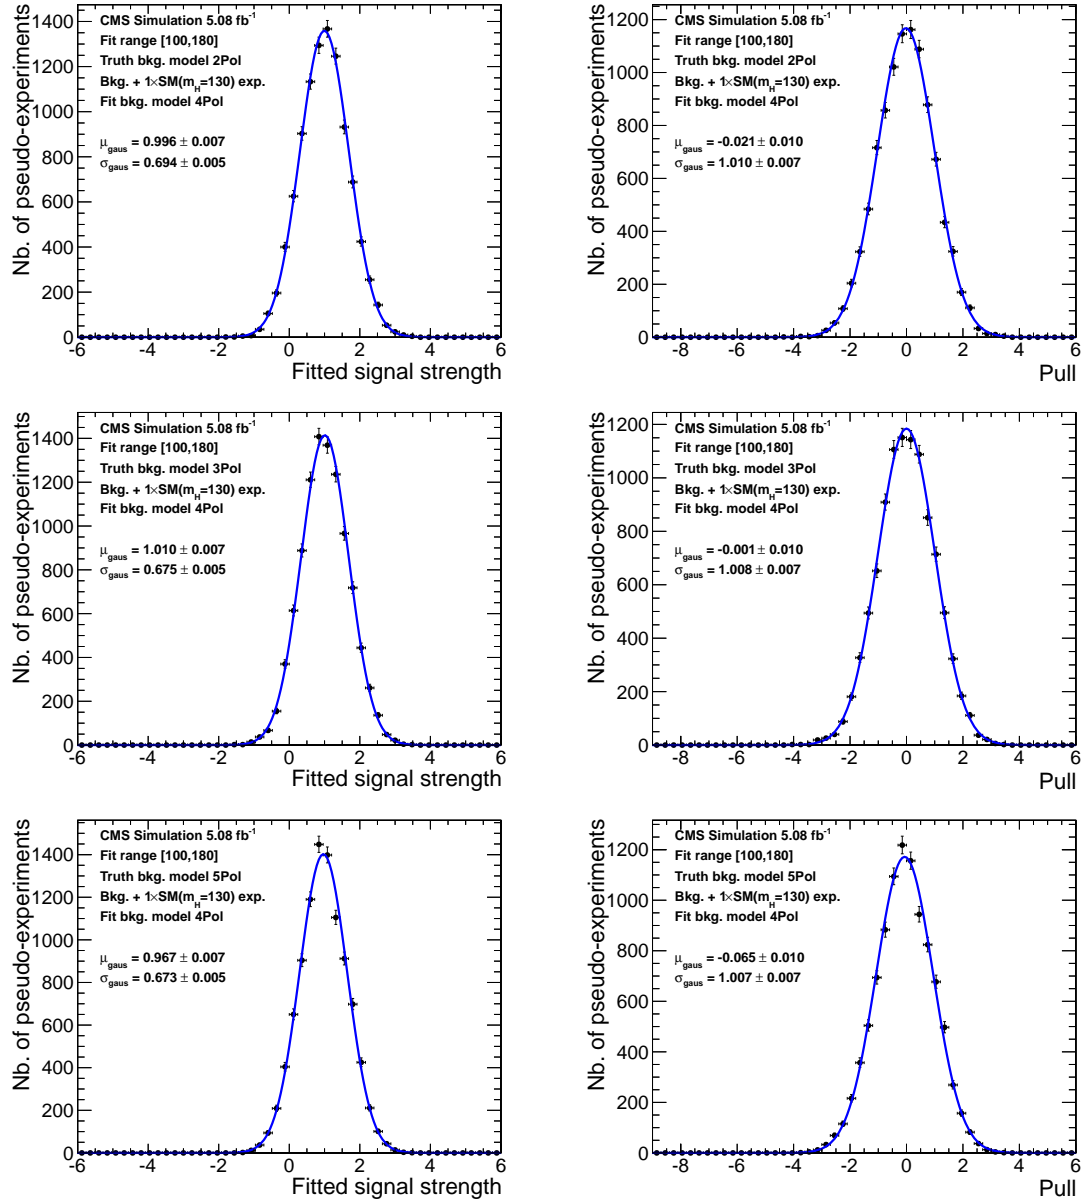 Nb. of pseudo-experiments
1400
1200
1000
800
600
400
200
0
CMS Simulation 5.08 fb-1
Fit range [100,180]
Truth bkg. model 2Pol
Bkg. + 1×SM(mH=130) exp.
Fit bkg. model 4Pol
μgaus = 0.996 ± 0.007
σgaus = 0.694 ± 0.005
-6 -4 -2 0 2 4 6
Fitted signal strength
Nb. of pseudo-experiments
1200
1000
800
600
400
200
0
CMS Simulation 5.08 fb-1
Fit range [100,180]
Truth bkg. model 2Pol
Bkg. + 1×SM(mH=130) exp.
Fit bkg. model 4Pol
μgaus = -0.021 ± 0.010
σgaus = 1.010 ± 0.007
-8 -6 -4 -2 0 2 4 6
Pull
Nb. of pseudo-experiments
1400
1200
1000
800
600
400
200
0
CMS Simulation 5.08 fb-1
Fit range [100,180]
Truth bkg. model 3Pol
Bkg. + 1×SM(mH=130) exp.
Fit bkg. model 4Pol
μgaus = 1.010 ± 0.007
σgaus = 0.675 ± 0.005
-6 -4 -2 0 2 4 6
Fitted signal strength
Nb. of pseudo-experiments
1200
1000
800
600
400
200
0
CMS Simulation 5.08 fb-1
Fit range [100,180]
Truth bkg. model 3Pol
Bkg. + 1×SM(mH=130) exp.
Fit bkg. model 4Pol
μgaus = -0.001 ± 0.010
σgaus = 1.008 ± 0.007
-8 -6 -4 -2 0 2 4 6
Pull
Nb. of pseudo-experiments
1400
1200
1000
800
600
400
200
0
CMS Simulation 5.08 fb-1
Fit range [100,180]
Truth bkg. model 5Pol
Bkg. + 1×SM(mH=130) exp.
Fit bkg. model 4Pol
μgaus = 0.967 ± 0.007
σgaus = 0.673 ± 0.005
-6 -4 -2 0 2 4 6
Fitted signal strength
Nb. of pseudo-experiments
1200
1000
800
600
400
200
0
CMS Simulation 5.08 fb-1
Fit range [100,180]
Truth bkg. model 5Pol
Bkg. + 1×SM(mH=130) exp.
Fit bkg. model 4Pol
μgaus = -0.065 ± 0.010
σgaus = 1.007 ± 0.007
-8 -6 -4 -2 0 2 4 6
Pull